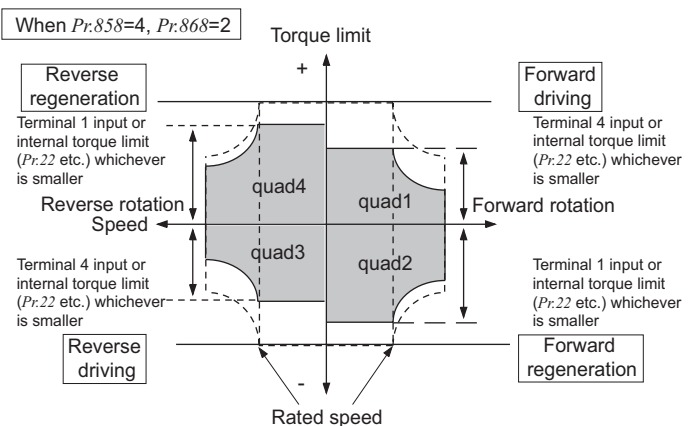 When Pr.858=4, Pr.868=2
Torque limit
+
Reverse
regeneration
Forward
driving
Terminal 1 input or
internal torque limit
(Pr.22 etc.) whichever
is smaller
Terminal 4 input or
internal torque limit
(Pr.22 etc.) whichever
is smaller
quad4
quad1
Reverse rotation
Speed
Forward rotation
quad3
quad2
Terminal 4 input or
internal torque limit
(Pr.22 etc.) whichever
is smaller
Terminal 1 input or
internal torque limit
(Pr.22 etc.) whichever
is smaller
Reverse
driving
Forward
regeneration
-
Rated speed